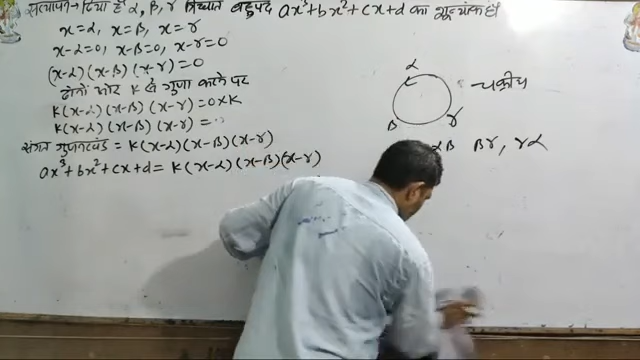 सत्यापन → दिया है α, β, γ त्रिघात बहुपद ax³+bx²+cx+d का शून्यांक है।
x=α, x=β, x=γ
x-α=0, x-β=0, x-γ=0
(x-α)(x-β)(x-γ)=0
दोनों ओर K से गुणा करने पर
K(x-α)(x-β)(x-γ)=0×K
K(x-α)(x-β)(x-γ)=
संगत गुणनखंड = K(x-α)(x-β)(x-γ)
ax³+bx²+cx+d = K(x-α)(x-β)(x-γ)
α
β γ
चक्रीय
αβ βγ, γα